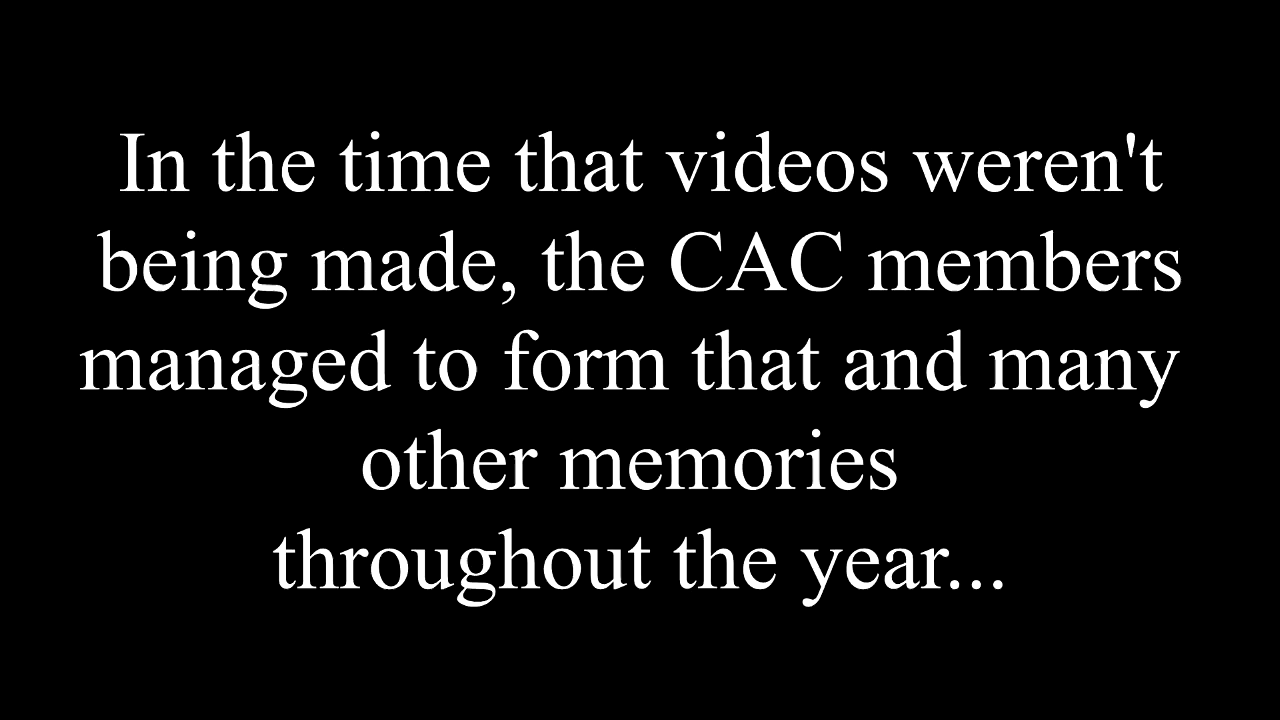 In the time that videos weren't
being made, the CAC members
managed to form that and many
other memories
throughout the year...